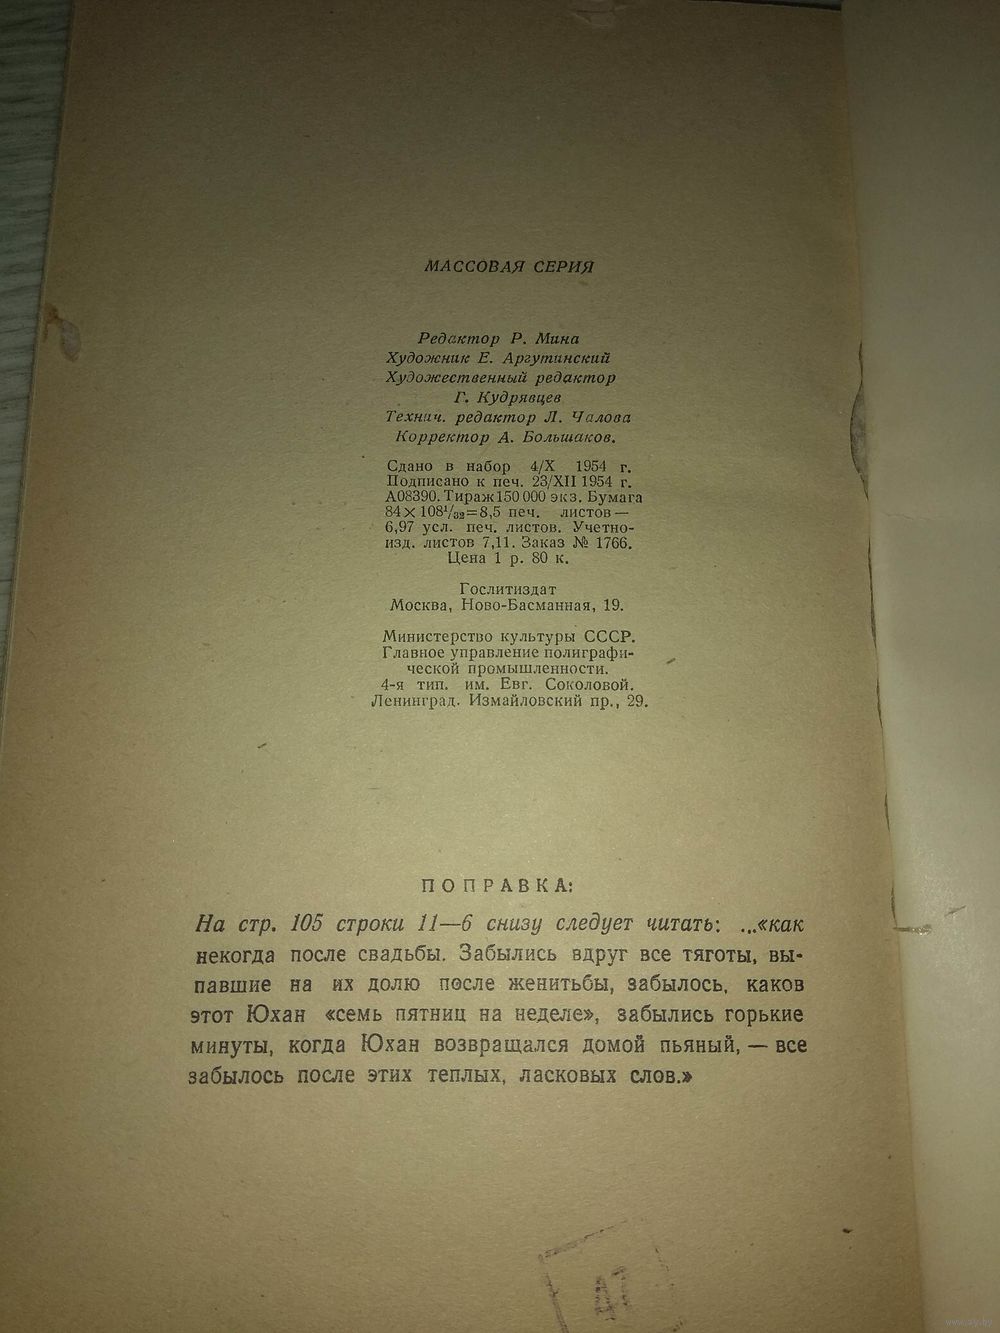 МАССОВАЯ СЕРИЯ
Редактор Р. Мина
Художник Е. Аргутинский
Художественный редактор
Г. Кудрявцев
Технич. редактор Л. Чалова
Корректор А. Большаков.
Сдано в набор 4/X 1954 г.
Подписано к печ. 23/XII 1954 г.
А08390. Тираж 150 000 экз. Бумага
84×108¹/₃₂=8,5 печ. листов —
6,97 усл. печ. листов. Учетно-
изд. листов 7,11. Заказ № 1766.
Цена 1 р. 80 к.
Гослитиздат
Москва, Ново-Басманная, 19.
Министерство культуры СССР.
Главное управление полиграфи-
ческой промышленности.
4-я тип. им. Евг. Соколовой.
Ленинград. Измайловский пр., 29.
ПОПРАВКА:
На стр. 105 строки 11—6 снизу следует читать: ...«как
некогда после свадьбы. Забылись вдруг все тяготы, вы-
павшие на их долю после женитьбы, забылось, каков
этот Юхан «семь пятниц на неделе», забылись горькие
минуты, когда Юхан возвращался домой пьяный, — все
забылось после этих теплых, ласковых слов.»